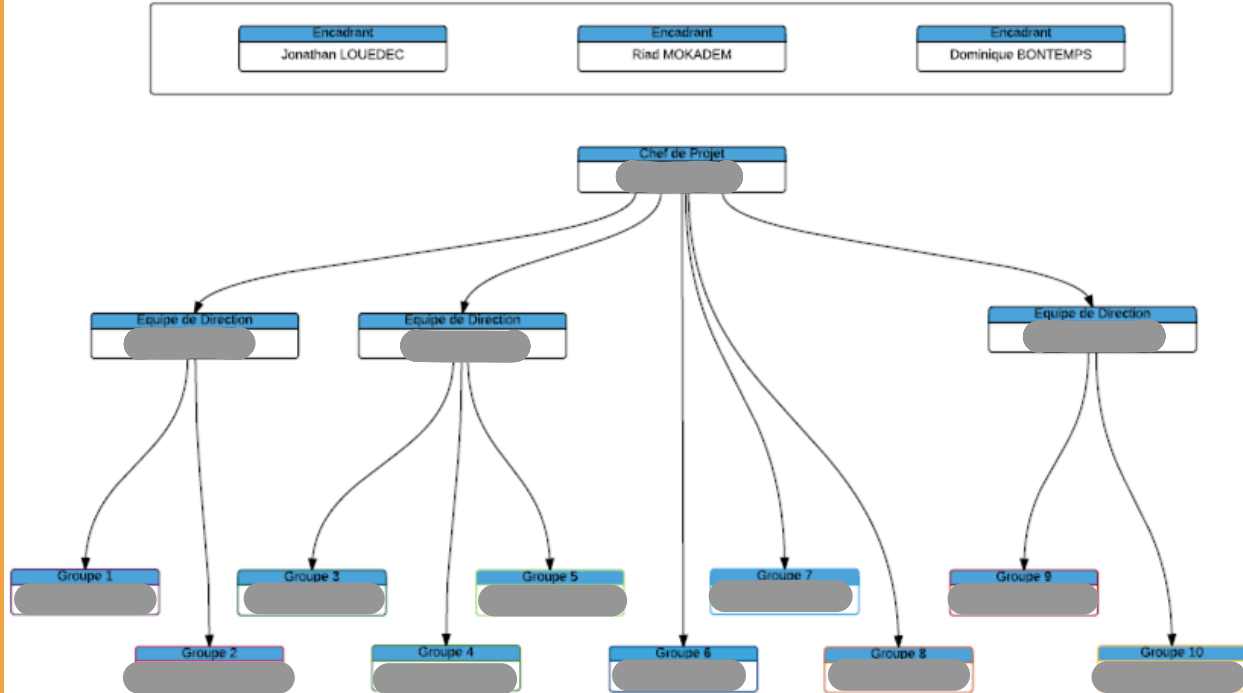 Encadrant
Jonathan LOUEDEC
Encadrant
Riad MOKADEM
Encadrant
Dominique BONTEMPS
Chef de Projet
Equipe de Direction
Equipe de Direction
Equipe de Direction
Groupe 1
Groupe 3
Groupe 5
Groupe 7
Groupe 9
Groupe 2
Groupe 4
Groupe 6
Groupe 8
Groupe 10